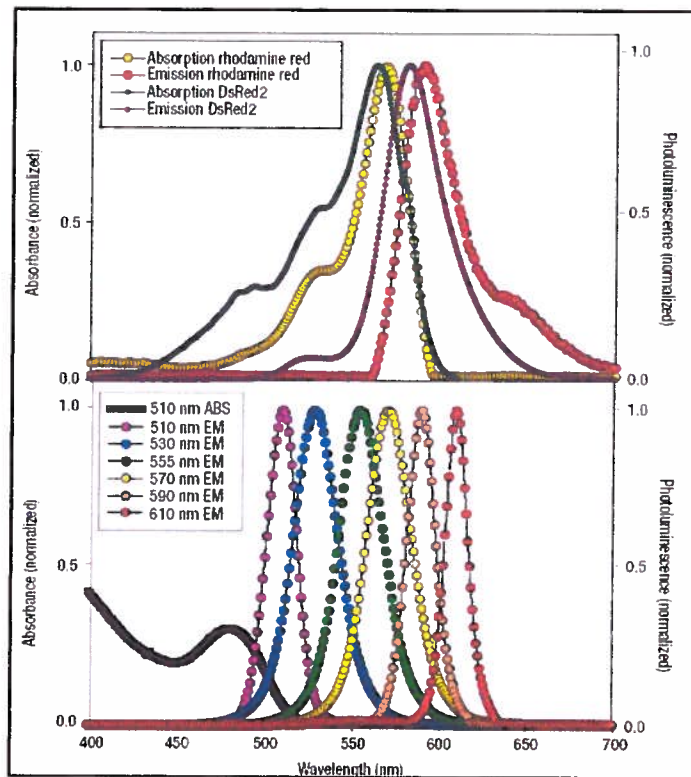 Absorption rhodamine red
Emission rhodamine red
Absorption DsRed2
Emission DsRed2
Absorbance (normalized)
Photoluminescence (normalized)
1.0
0.5
0.0
1.0
0.5
0.0
510 nm ABS
510 nm EM
530 nm EM
555 nm EM
570 nm EM
590 nm EM
610 nm EM
Absorbance (normalized)
Photoluminescence (normalized)
1.0
0.5
0.0
1.0
0.5
0.0
400 450 500 550 600 650 700
Wavelength (nm)